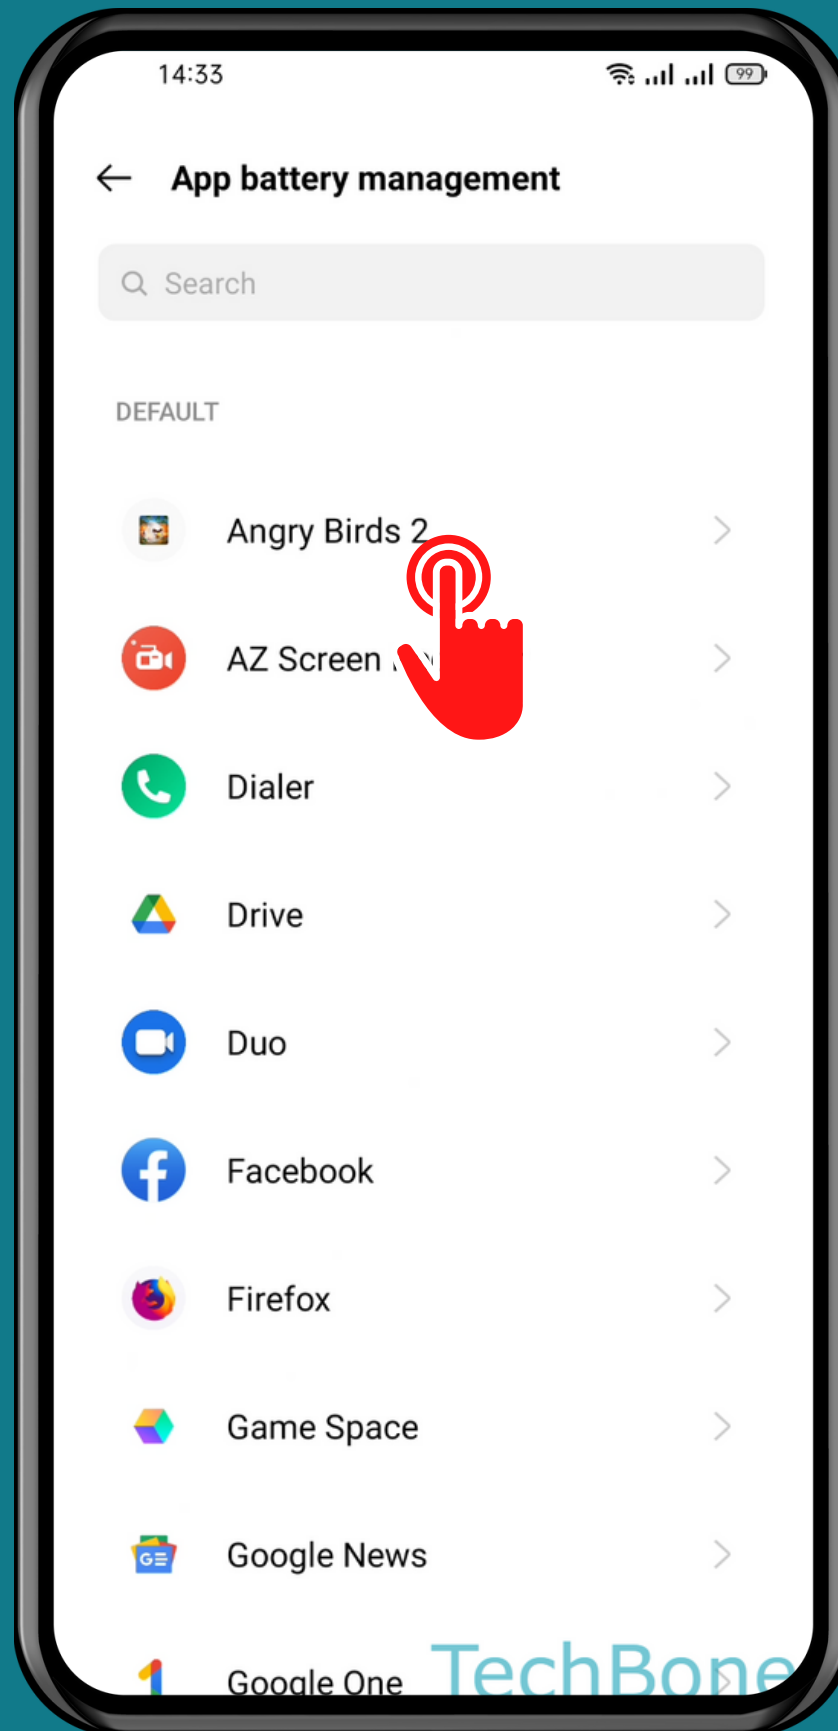 14:33 99
App battery management
Search
DEFAULT
Angry Birds 2
AZ Screen
Dialer
Drive
Duo
Facebook
Firefox
Game Space
Google News
Google One
TechBone